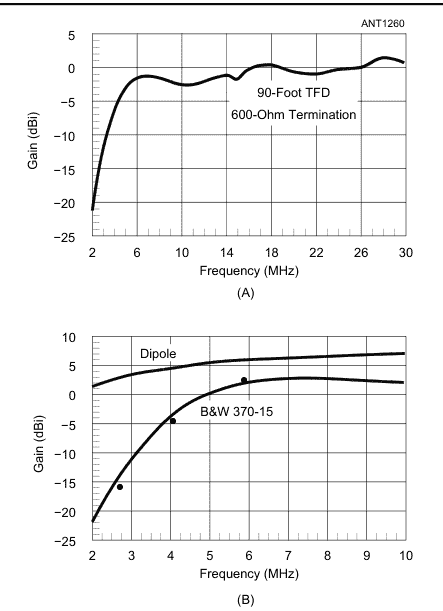 ANT1260
5
0
−5
−10
−15
−20
−25
Gain (dBi)
90-Foot TFD
600-Ohm Termination
2 6 10 14 18 22 26 30
Frequency (MHz)
(A)
10
5
0
−5
−10
−15
−20
−25
Gain (dBi)
Dipole
B&W 370-15
2 3 4 5 6 7 8 9 10
Frequency (MHz)
(B)